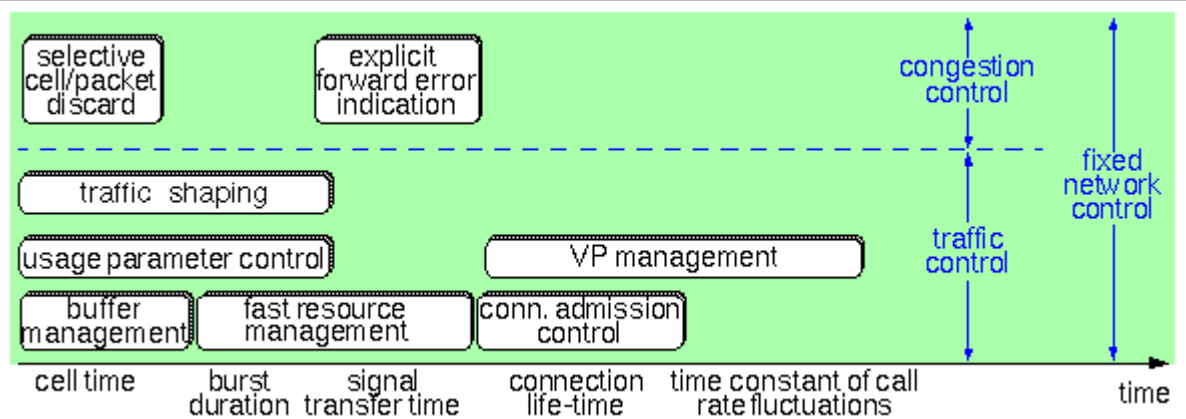 selective
cell/packet
discard
explicit
forward error
indication
congestion
control
traffic shaping
fixed
network
control
usage parameter control
VP management
traffic
control
buffer
management
fast resource
management
conn. admission
control
cell time
burst
duration
signal
transfer time
connection
life-time
time constant of call
rate fluctuations
time